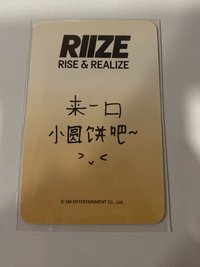 RIIZE
RISE & REALIZE
来一口
小圆饼吧~
>ᴗ<
© SM ENTERTAINMENT Co., Ltd.